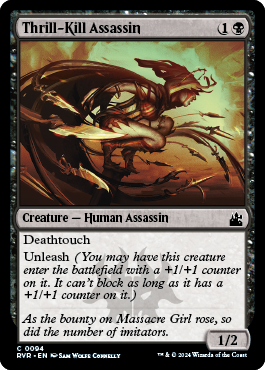 Thrill-Kill Assassin 1
Creature — Human Assassin
Deathtouch
Unleash (You may have this creature
enter the battlefield with a +1/+1 counter
on it. It can't block as long as it has a
+1/+1 counter on it.)
As the bounty on Massacre Girl rose, so
did the number of imitators.
1/2
C 0094
RVR • EN Sam Wolfe Connelly
™ & © 2024 Wizards of the Coast